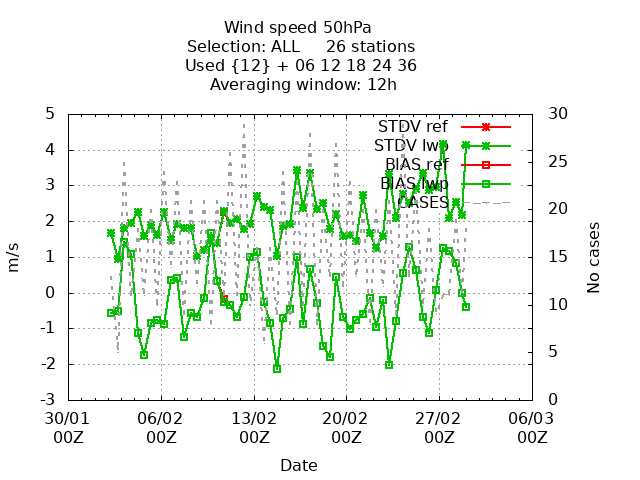 Wind speed 50hPa
Selection: ALL 26 stations
Used {12} + 06 12 18 24 36
Averaging window: 12h
STDV ref
STDV lwp
BIAS ref
BIAS lwp
CASES
m/s
5
4
3
2
1
0
-1
-2
-3
No cases
30
25
20
15
10
5
0
30/01 06/02 13/02 20/02 27/02 06/03
00Z 00Z 00Z 00Z 00Z 00Z
Date